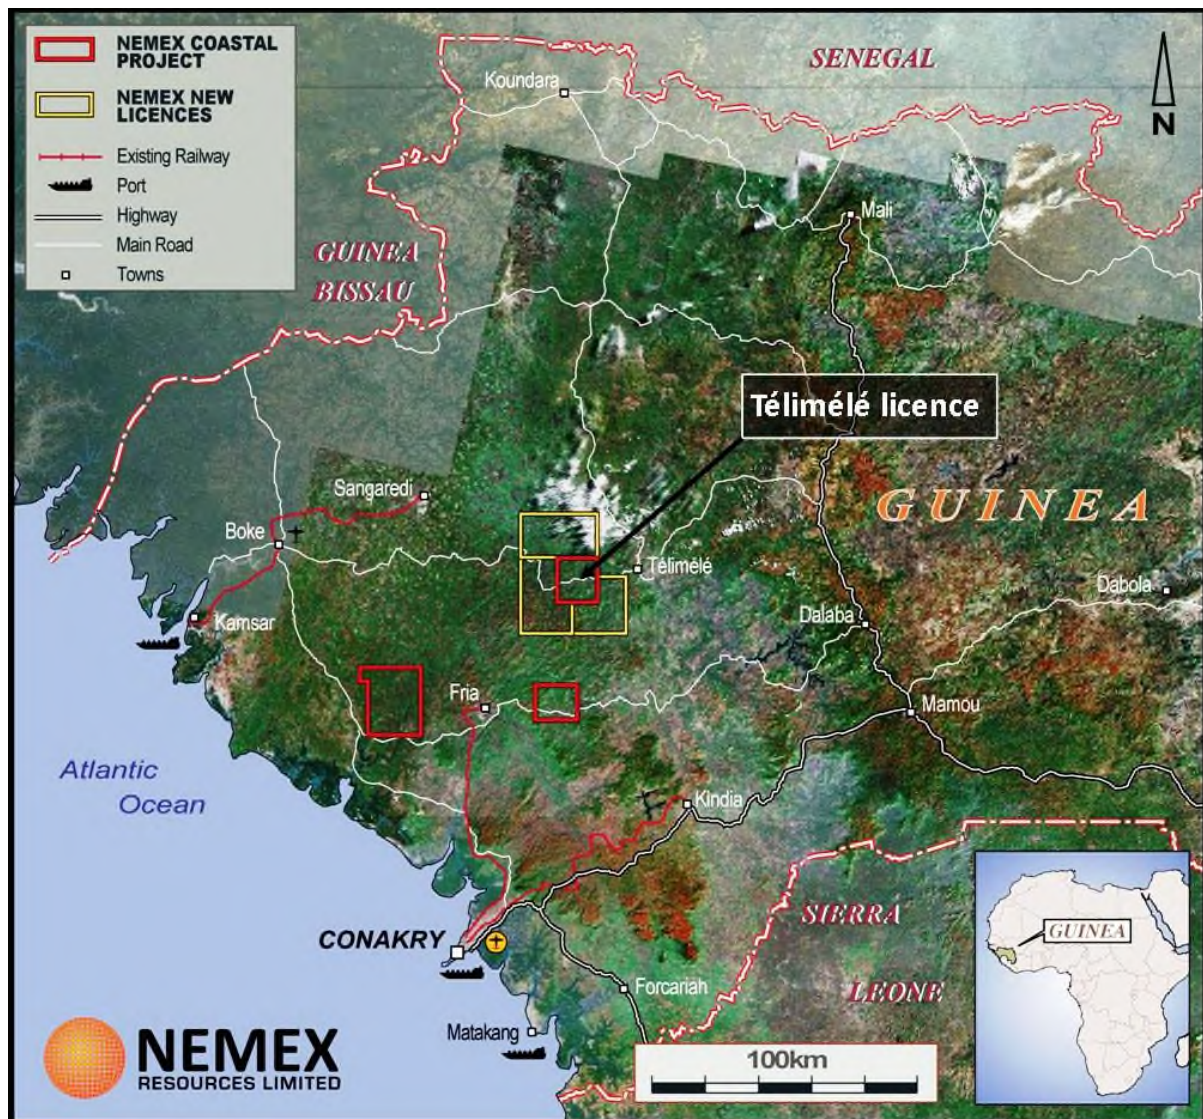 NEMEX COASTAL
PROJECT
NEMEX NEW
LICENCES
Existing Railway
Port
Highway
Main Road
Towns
SENEGAL
N
Koundara
Mali
GUINEA
BISSAU
Télimélé licence
GUINEA
Sangaredi
Boke
Télimélé
Dabola
Kamsar
Dalaba
Fria
Mamou
Atlantic
Ocean
Kindia
SIERRA
LEONE
CONAKRY
GUINEA
Forcariah
Matakang
100km
NEMEX
RESOURCES LIMITED